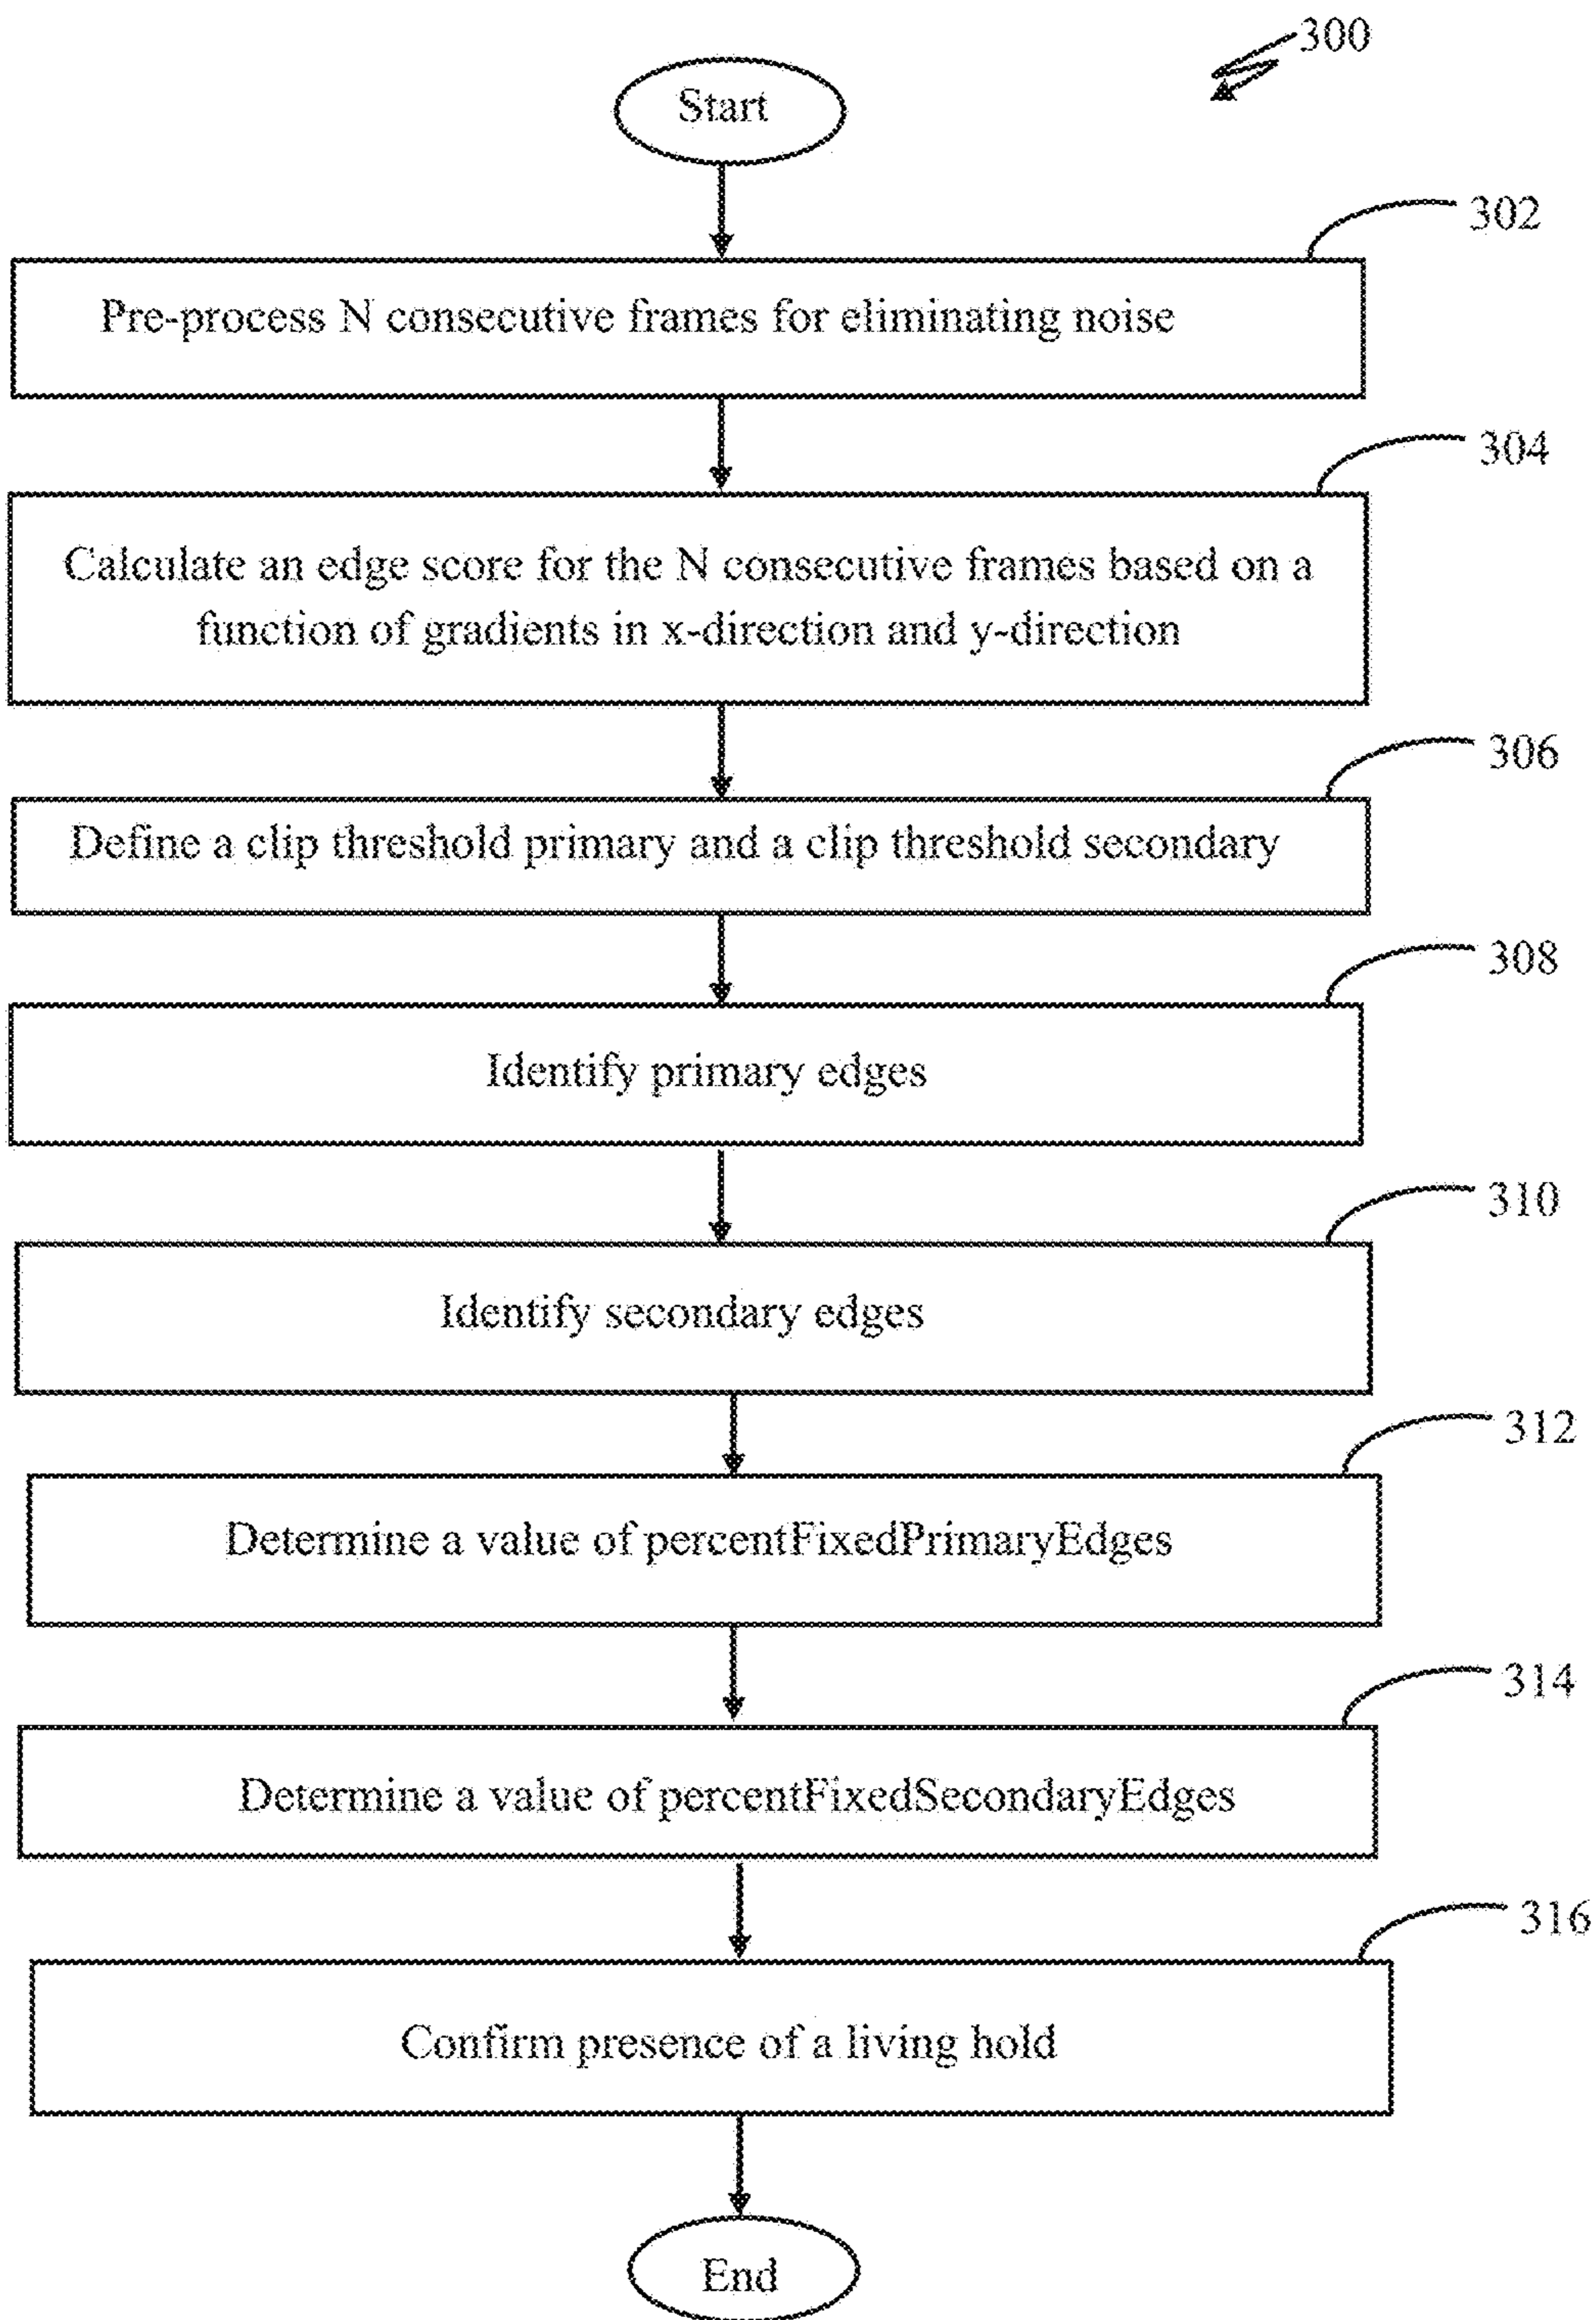 300
Start
302
Pre-process N consecutive frames for eliminating noise
304
Calculate an edge score for the N consecutive frames based on a
function of gradients in x-direction and y-direction
306
Define a clip threshold primary and a clip threshold secondary
308
Identify primary edges
310
Identify secondary edges
312
Determine a value of percentFixedPrimaryEdges
314
Determine a value of percentFixedSecondaryEdges
316
Confirm presence of a living hold
End